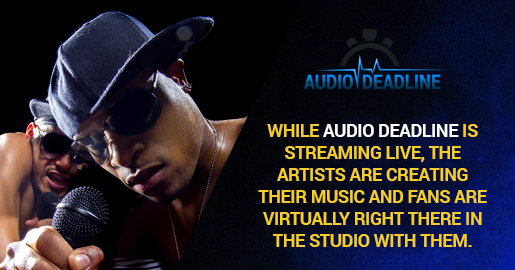 AUDIO DEADLINE
WHILE AUDIO DEADLINE IS
STREAMING LIVE, THE
ARTISTS ARE CREATING
THEIR MUSIC AND FANS ARE
VIRTUALLY RIGHT THERE IN
THE STUDIO WITH THEM.